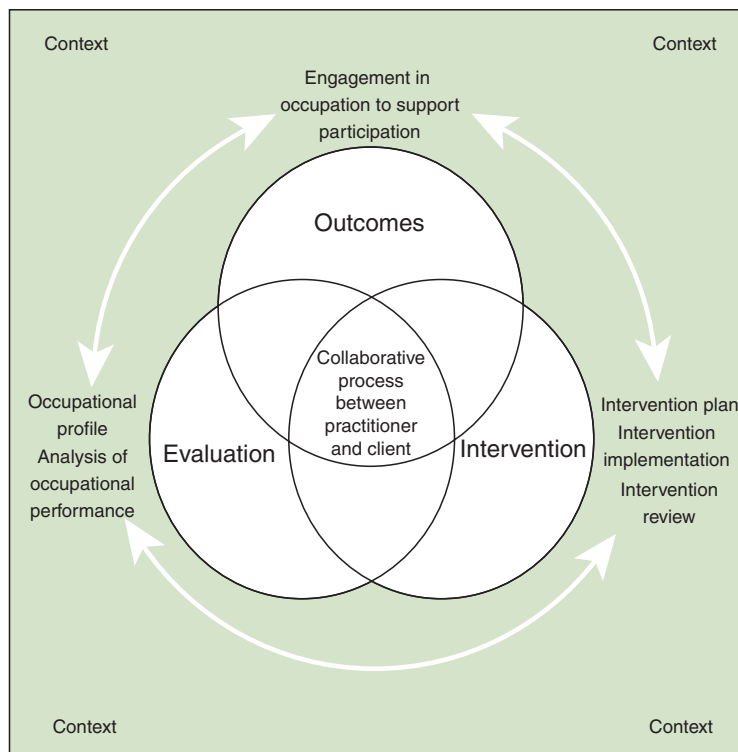 Context
Context
Engagement in
occupation to support
participation
Outcomes
Collaborative
process
between
practitioner
and client
Evaluation
Intervention
Occupational
profile
Analysis of
occupational
performance
Intervention plan
Intervention
implementation
Intervention
review
Context
Context